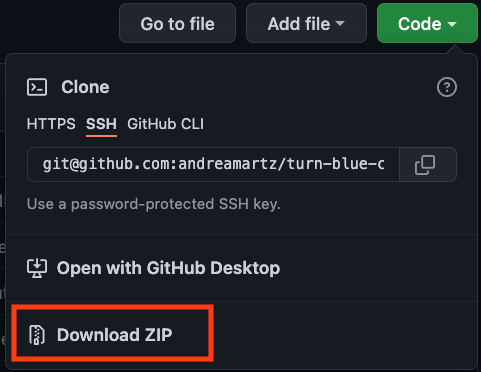 Go to file Add file Code
Clone
HTTPS SSH GitHub CLI
git@github.com:andreamartz/turn-blue-c
Use a password-protected SSH key.
Open with GitHub Desktop
Download ZIP